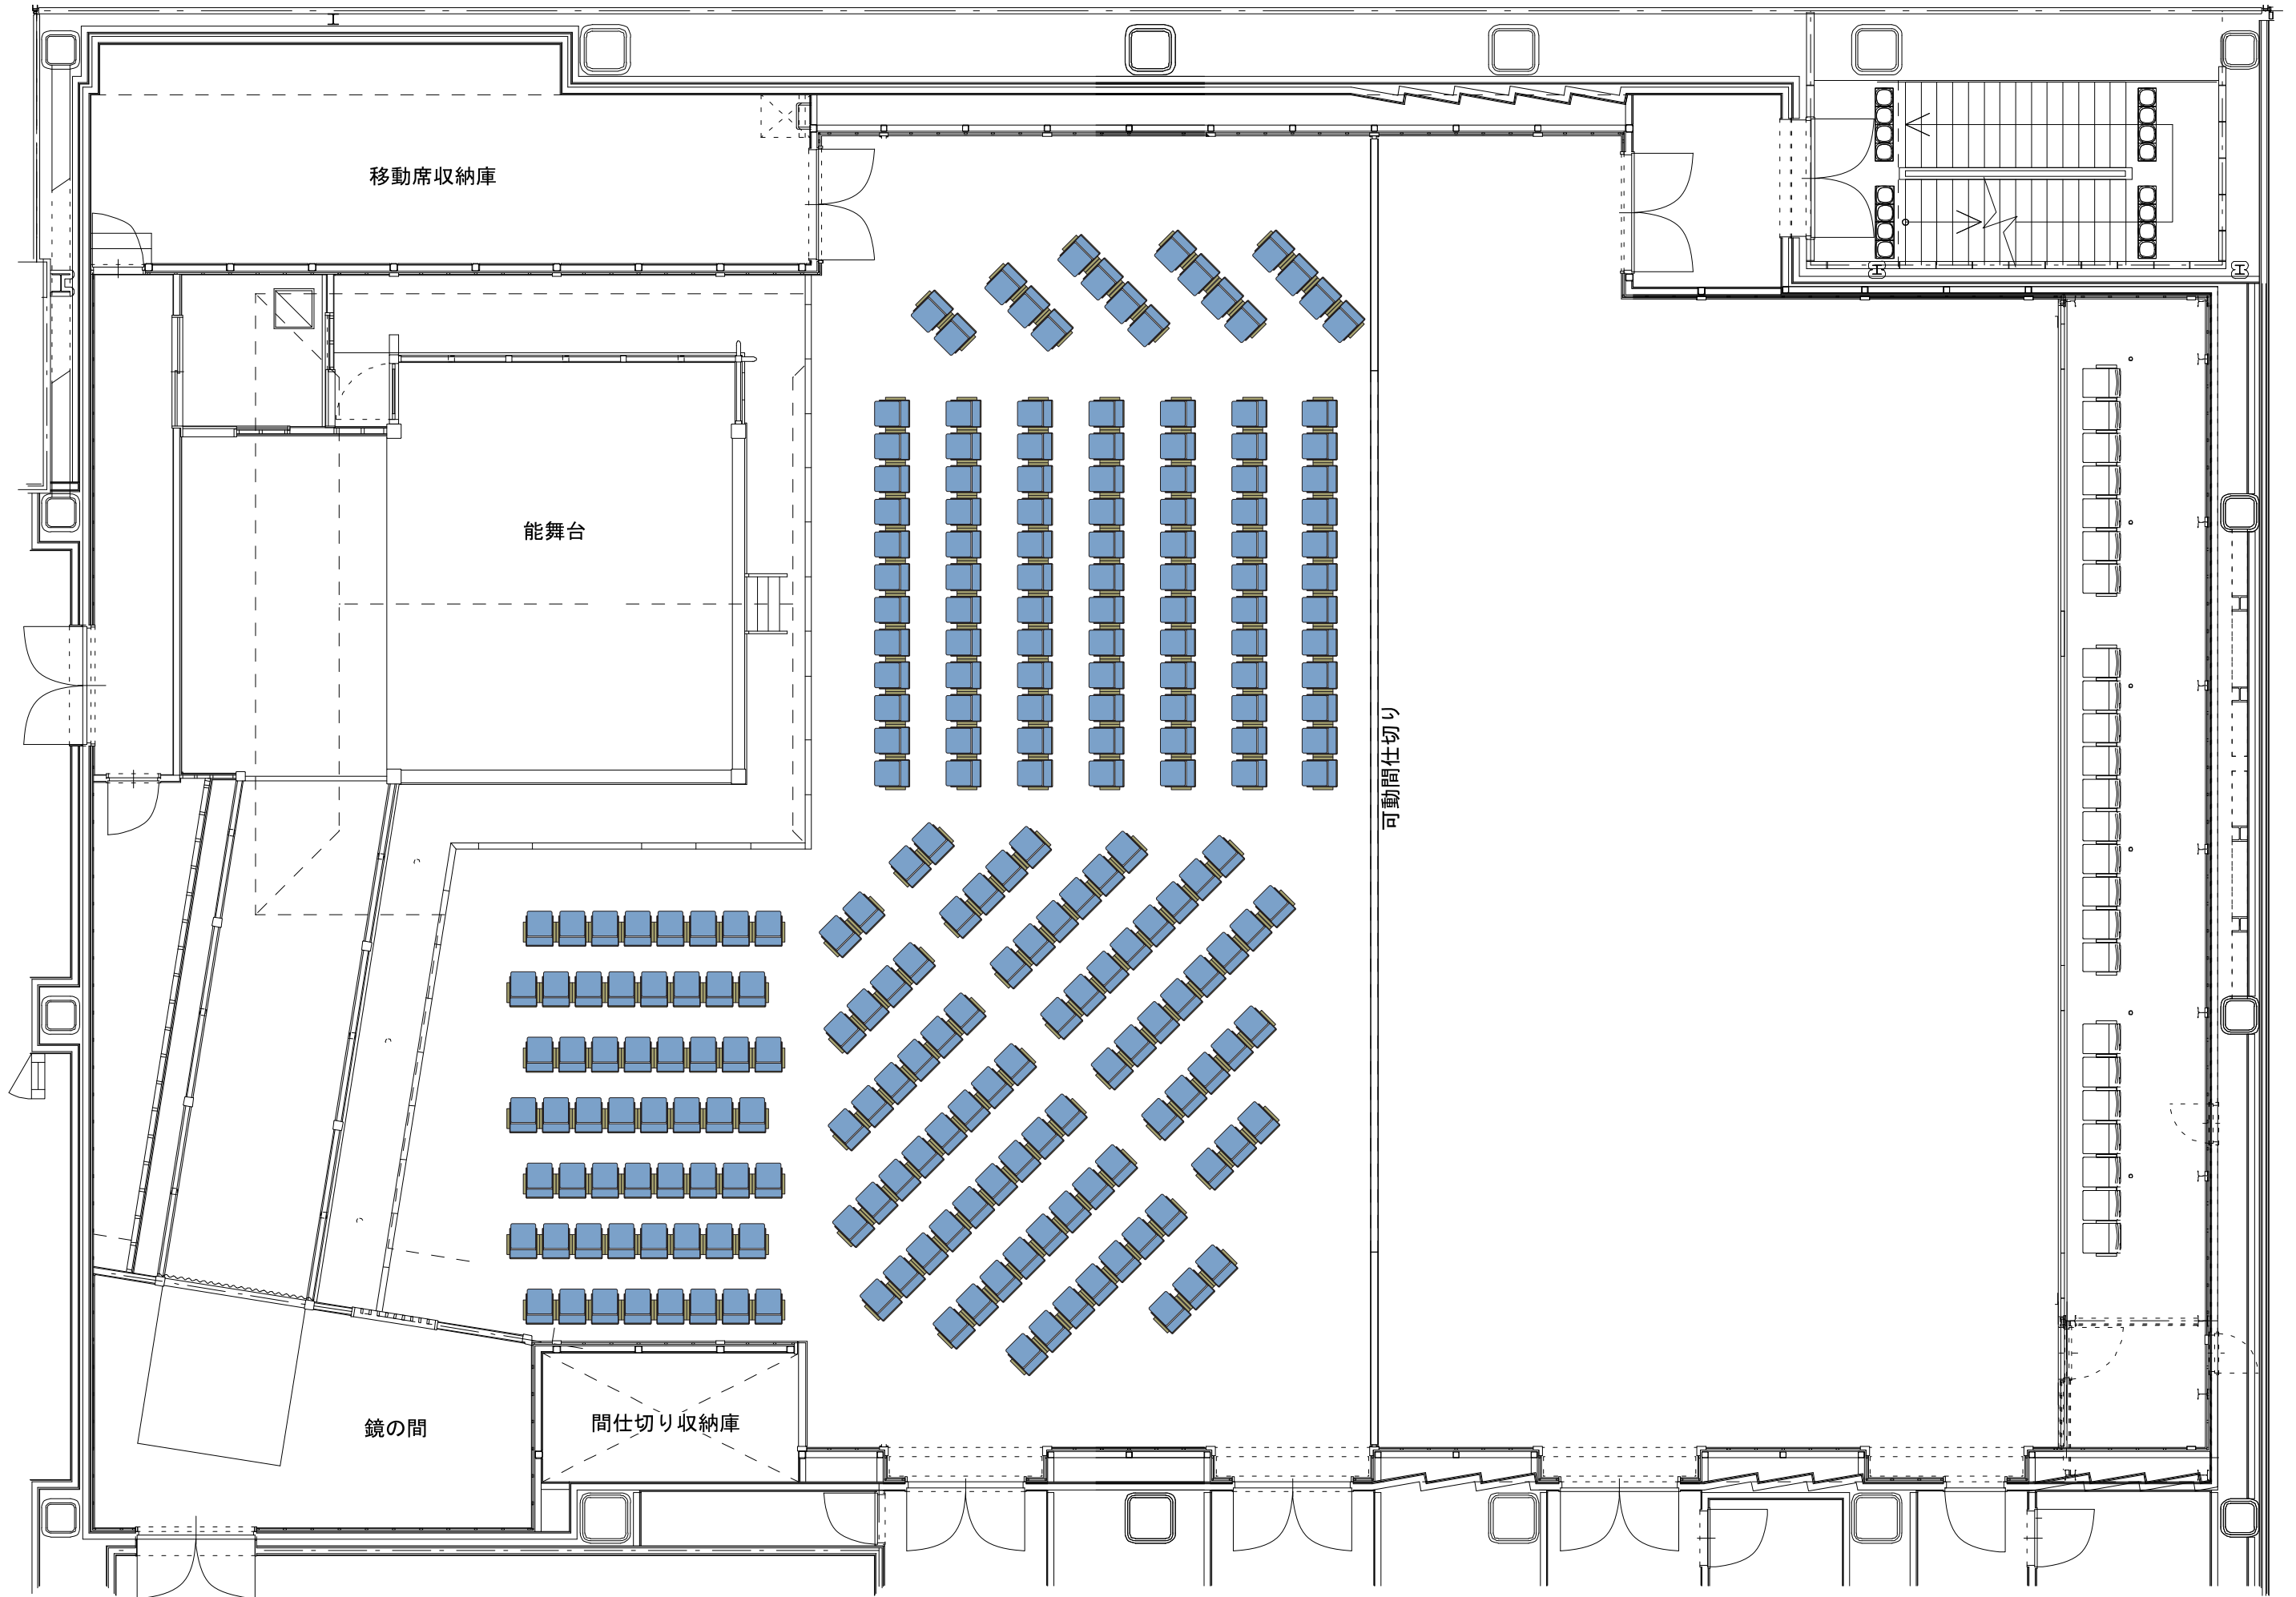 移動席収納庫
能舞台
可動間仕切り
鏡の間
間仕切り収納庫